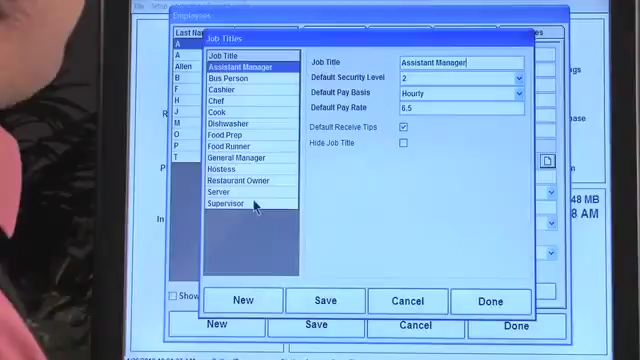 File
Employees
Last Na
A
A
Allen
B
F
H
J
M
O
P
T
Show
New
Save
Cancel
Done
Job Titles
Job Title
Assistant Manager
Bus Person
Cashier
Chef
Cook
Dishwasher
Food Prep
Food Runner
General Manager
Hostess
Restaurant Owner
Server
Supervisor
Job Title
Assistant Manager
Default Security Level
2
Default Pay Basis
Hourly
Default Pay Rate
6.5
Default Receive Tips
Hide Job Title
New
Save
Cancel
Done
ngs
48 MB
8 AM